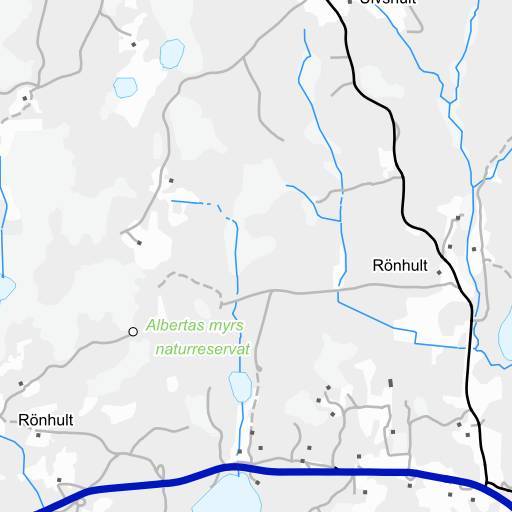 Rönhult
Albertas myrs
naturreservat
Rönhult